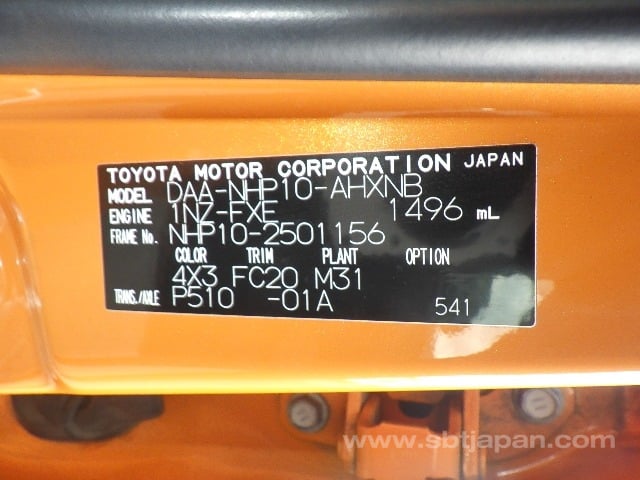 TOYOTA MOTOR CORPORATION JAPAN
MODEL DAA-NHP10-AHXNB
ENGINE 1NZ-FXE 1496 mL
FRAME No. NHP10-2501156
COLOR TRIM PLANT OPTION
4X3 FC20 M31
TRANS./AXLE P510 -01A 541
www.sbtjapan.com